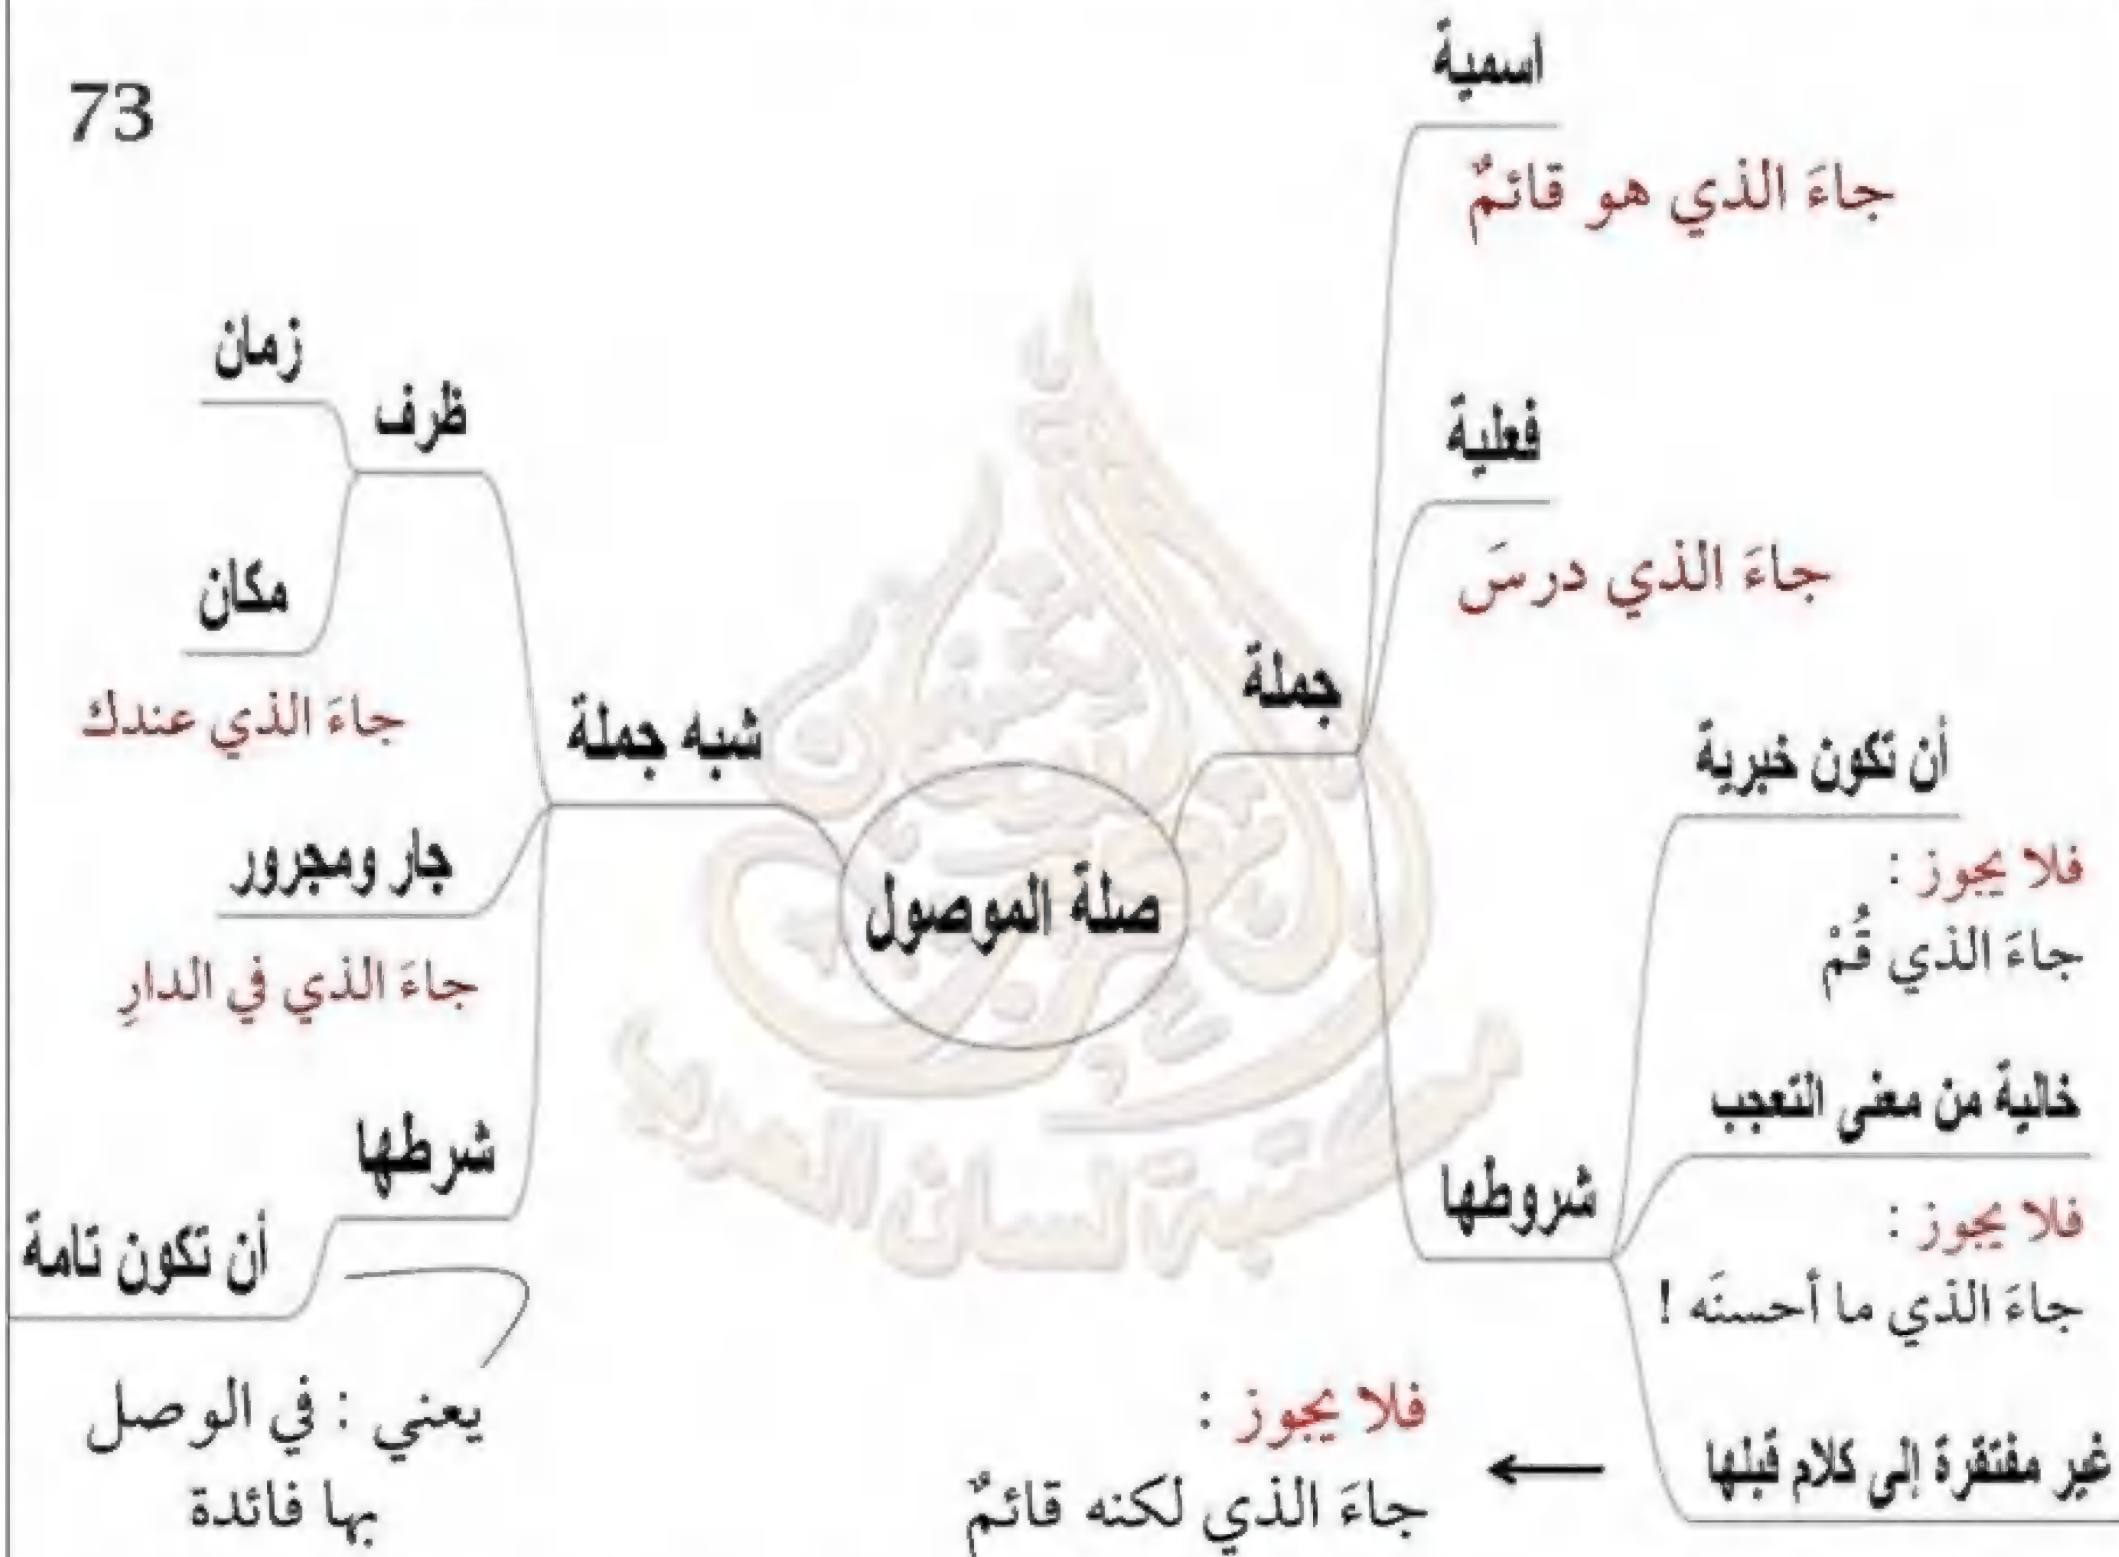 73
صلة الموصول
جملة
اسمية
جاءَ الذي هو قائمٌ
فعلية
جاءَ الذي درسَ
شروطها
أن تكون خبرية
فلا يجوز :
جاءَ الذي قُمْ
خالية من معنى التعجب
فلا يجوز :
جاءَ الذي ما أحسنَه !
غير مفتقرة إلى كلام قبلها
فلا يجوز :
جاءَ الذي لكنه قائمٌ
شبه جملة
ظرف
زمان
مكان
جاءَ الذي عندك
جار ومجرور
جاءَ الذي في الدارِ
شرطها
أن تكون تامة
يعني : في الوصل
بها فائدة
مكتبة لسان العرب